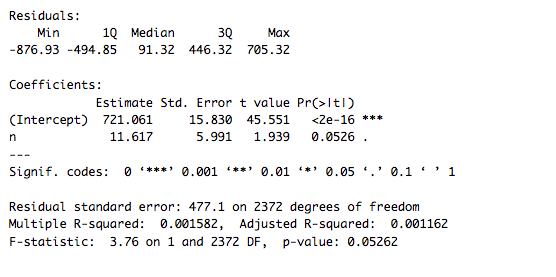 Residuals:
    Min      1Q  Median      3Q     Max
-876.93 -494.85   91.32  446.32  705.32
Coefficients:
            Estimate Std. Error t value Pr(>|t|)
(Intercept)  721.061     15.830  45.551   <2e-16 ***
n             11.617      5.991   1.939   0.0526 .
---
Signif. codes:  0 ‘***’ 0.001 ‘**’ 0.01 ‘*’ 0.05 ‘.’ 0.1 ‘ ’ 1
Residual standard error: 477.1 on 2372 degrees of freedom
Multiple R-squared:  0.001582,	Adjusted R-squared:  0.001162
F-statistic:  3.76 on 1 and 2372 DF,  p-value: 0.05262